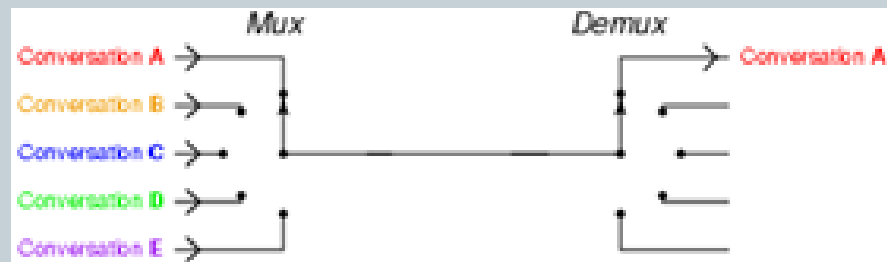 Mux
Demux
Conversation A
Conversation A
Conversation B
Conversation C
Conversation D
Conversation E